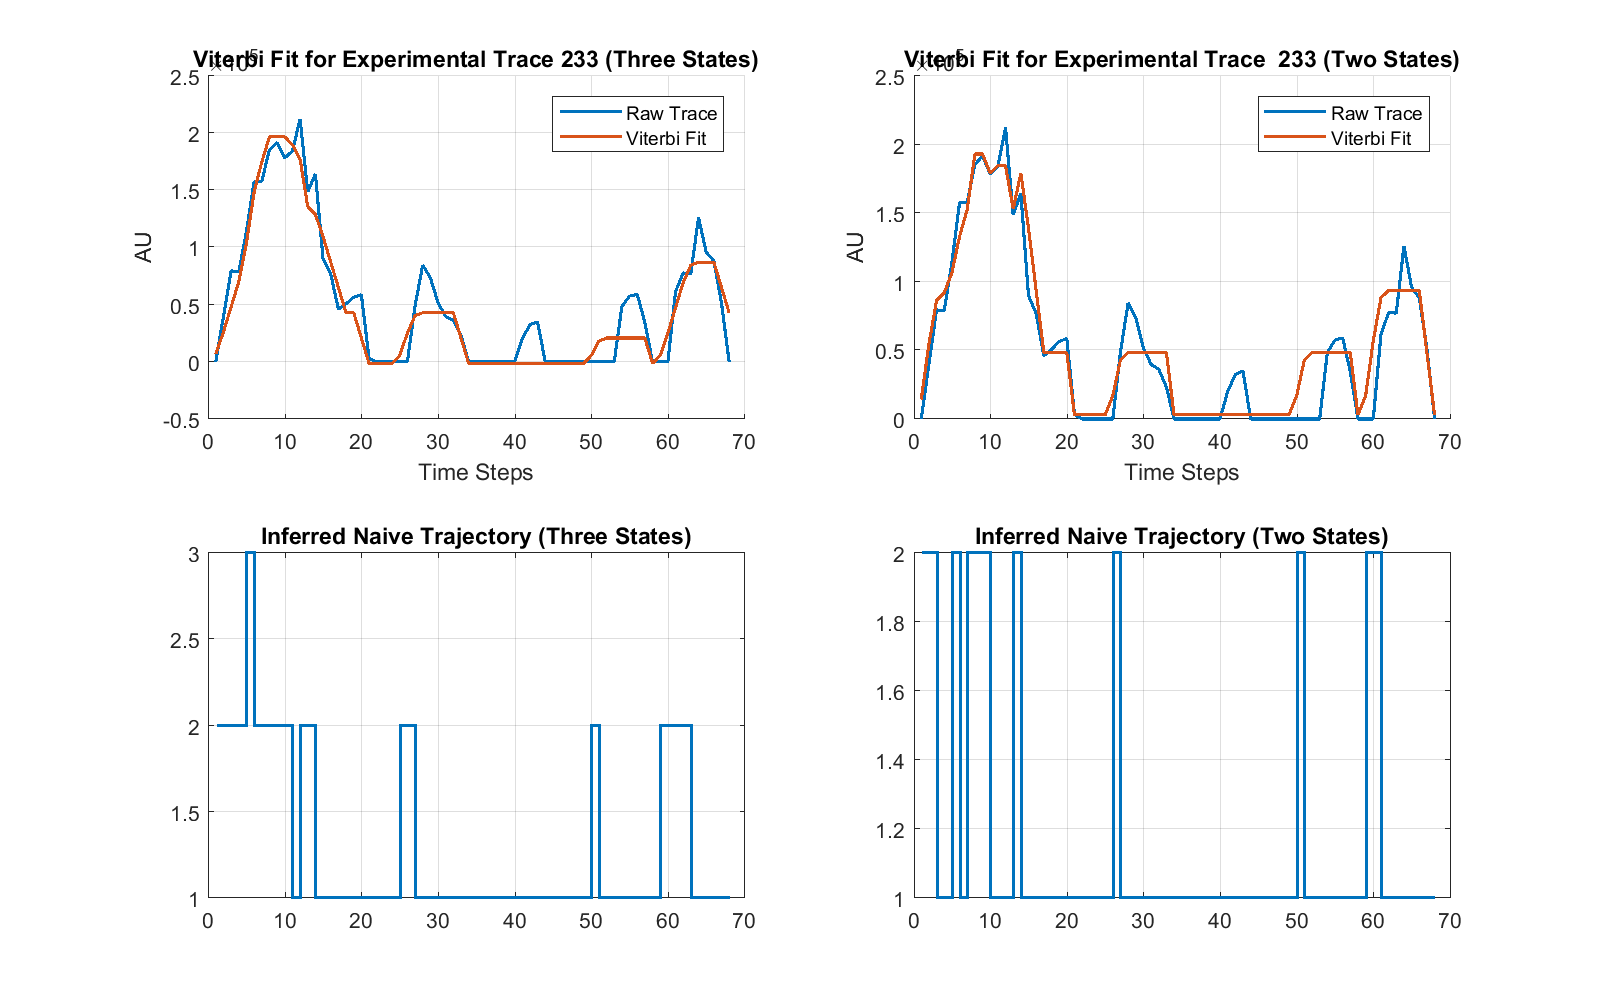 Viterbi Fit for Experimental Trace 233 (Three States)
2.5
2
1.5
1
0.5
0
-0.5
AU
Raw Trace
Viterbi Fit
0 10 20 30 40 50 60 70
Time Steps
Viterbi Fit for Experimental Trace 233 (Two States)
2.5
2
1.5
1
0.5
0
AU
Raw Trace
Viterbi Fit
0 10 20 30 40 50 60 70
Time Steps
Inferred Naive Trajectory (Three States)
3
2.5
2
1.5
1
0 10 20 30 40 50 60 70
Inferred Naive Trajectory (Two States)
2
1.8
1.6
1.4
1.2
1
0 10 20 30 40 50 60 70